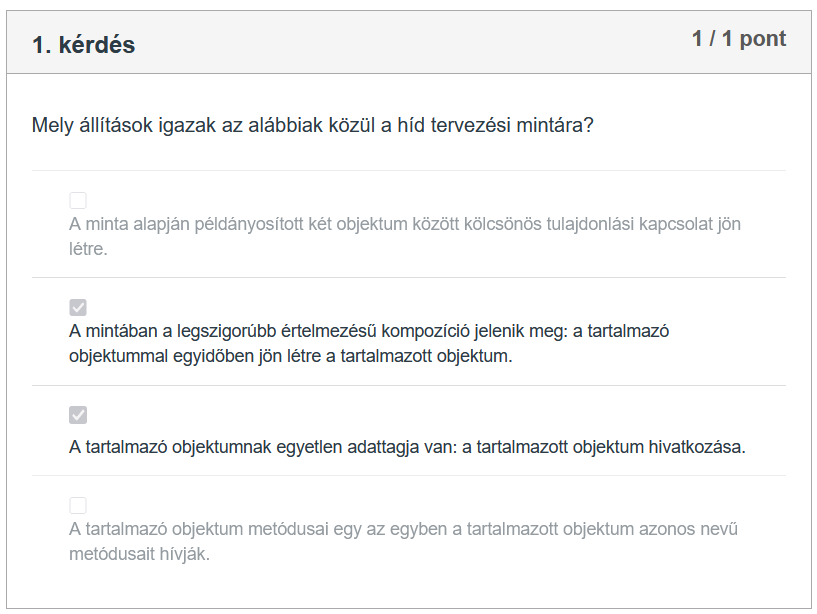 1. kérdés
1 / 1 pont
Mely állítások igazak az alábbiak közül a híd tervezési mintára?
A minta alapján példányosított két objektum között kölcsönös tulajdonlási kapcsolat jön
létre.
A mintában a legszigorúbb értelmezésű kompozíció jelenik meg: a tartalmazó
objektummal egyidőben jön létre a tartalmazott objektum.
A tartalmazó objektumnak egyetlen adattagja van: a tartalmazott objektum hivatkozása.
A tartalmazó objektum metódusai egy az egyben a tartalmazott objektum azonos nevű
metódusait hívják.